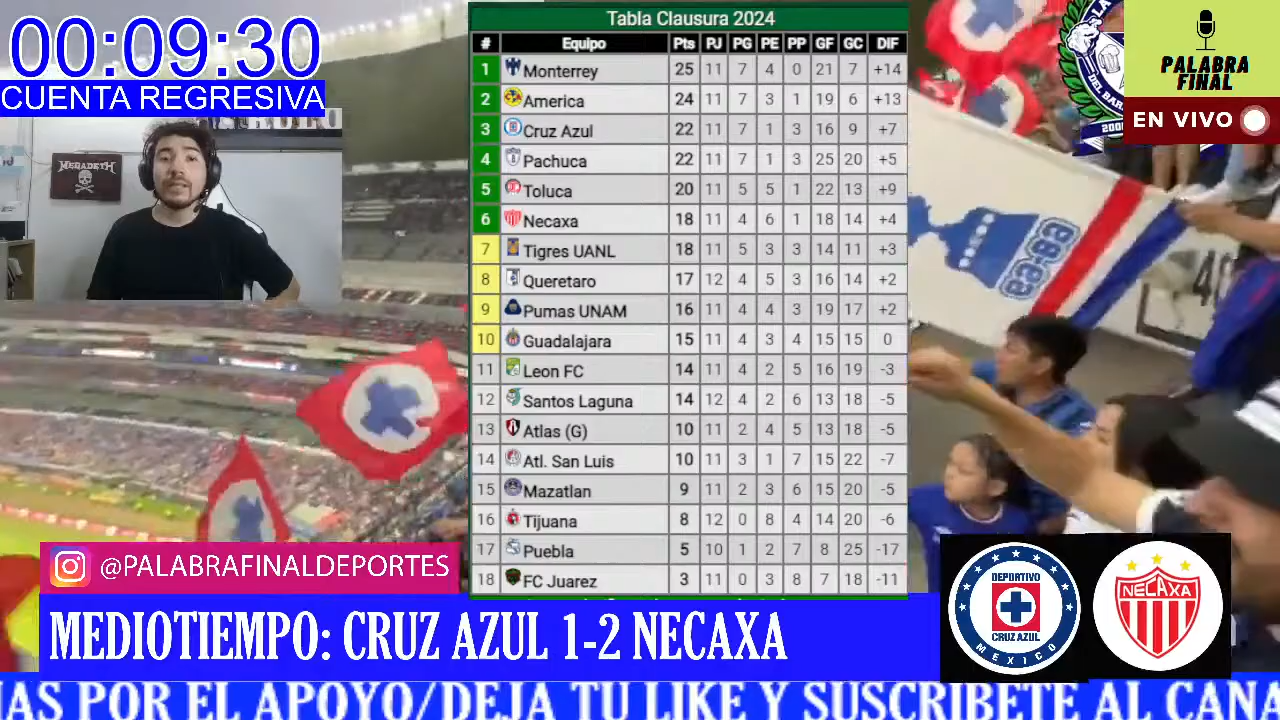 00:09:30
CUENTA REGRESIVA
MEGADETH
Tabla Clausura 2024
# Equipo Pts PJ PG PE PP GF GC DIF
1 Monterrey 25 11 7 4 0 21 7 +14
2 America 24 11 7 3 1 19 6 +13
3 Cruz Azul 22 11 7 1 3 16 9 +7
4 Pachuca 22 11 7 1 3 25 20 +5
5 Toluca 20 11 5 5 1 22 13 +9
6 Necaxa 18 11 4 6 1 18 14 +4
7 Tigres UANL 18 11 5 3 3 14 11 +3
8 Queretaro 17 12 4 5 3 16 14 +2
9 Pumas UNAM 16 11 4 4 3 19 17 +2
10 Guadalajara 15 11 4 3 4 15 15 0
11 Leon FC 14 11 4 2 5 16 19 -3
12 Santos Laguna 14 12 4 2 6 13 18 -5
13 Atlas (G) 10 11 2 4 5 13 18 -5
14 Atl. San Luis 10 11 3 1 7 15 22 -7
15 Mazatlan 9 11 2 3 6 15 20 -5
16 Tijuana 8 12 0 8 4 14 20 -6
17 Puebla 5 10 1 2 7 8 25 -17
18 FC Juarez 3 11 0 3 8 7 18 -11
PALABRA
FINAL
EN VIVO
@PALABRAFINALDEPORTES
MEDIOTIEMPO: CRUZ AZUL 1-2 NECAXA
DEPORTIVO
CRUZ AZUL
MEXICO
NECAXA
POR EL APOYO/DEJA TU LIKE Y SUSCRIBETE AL